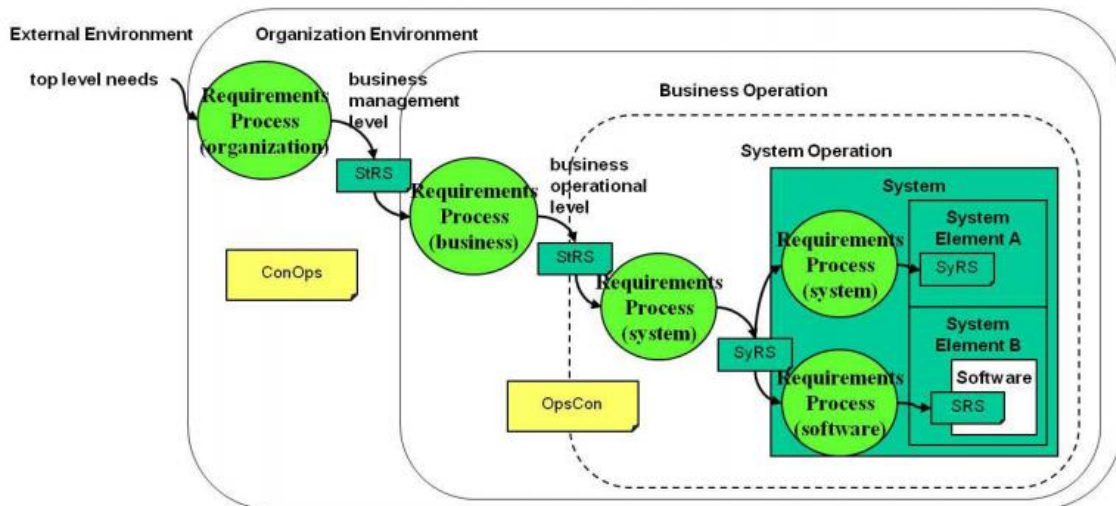 External Environment
Organization Environment
top level needs
Requirements
Process
(organization)
business
management
level
StRS
Business Operation
Requirements
Process
(business)
business
operational
level
StRS
ConOps
System Operation
Requirements
Process
(system)
SyRS
OpsCon
System
Requirements
Process
(system)
System
Element A
SyRS
Requirements
Process
(software)
System
Element B
Software
SRS